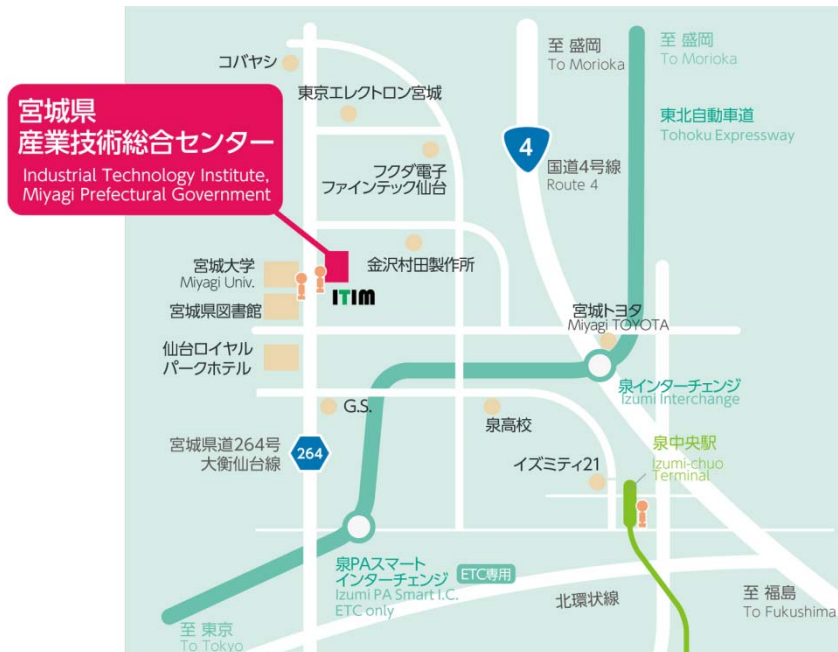 コバヤシ
至 盛岡
To Morioka
至 盛岡
To Morioka
宮城県
産業技術総合センター
Industrial Technology Institute,
Miyagi Prefectural Government
東京エレクトロン宮城
東北自動車道
Tohoku Expressway
4
国道4号線
Route 4
フクダ電子
ファインテック仙台
宮城大学
Miyagi Univ.
金沢村田製作所
ITIM
宮城県図書館
宮城トヨタ
Miyagi TOYOTA
仙台ロイヤル
パークホテル
泉インターチェンジ
Izumi Interchange
G.S.
泉高校
宮城県道264号
大衡仙台線
264
泉中央駅
Izumi-chuo
Terminal
イズミティ21
泉PAスマート
インターチェンジ
ETC専用
Izumi PA Smart I.C.
ETC only
北環状線
至 福島
To Fukushima
至 東京
To Tokyo